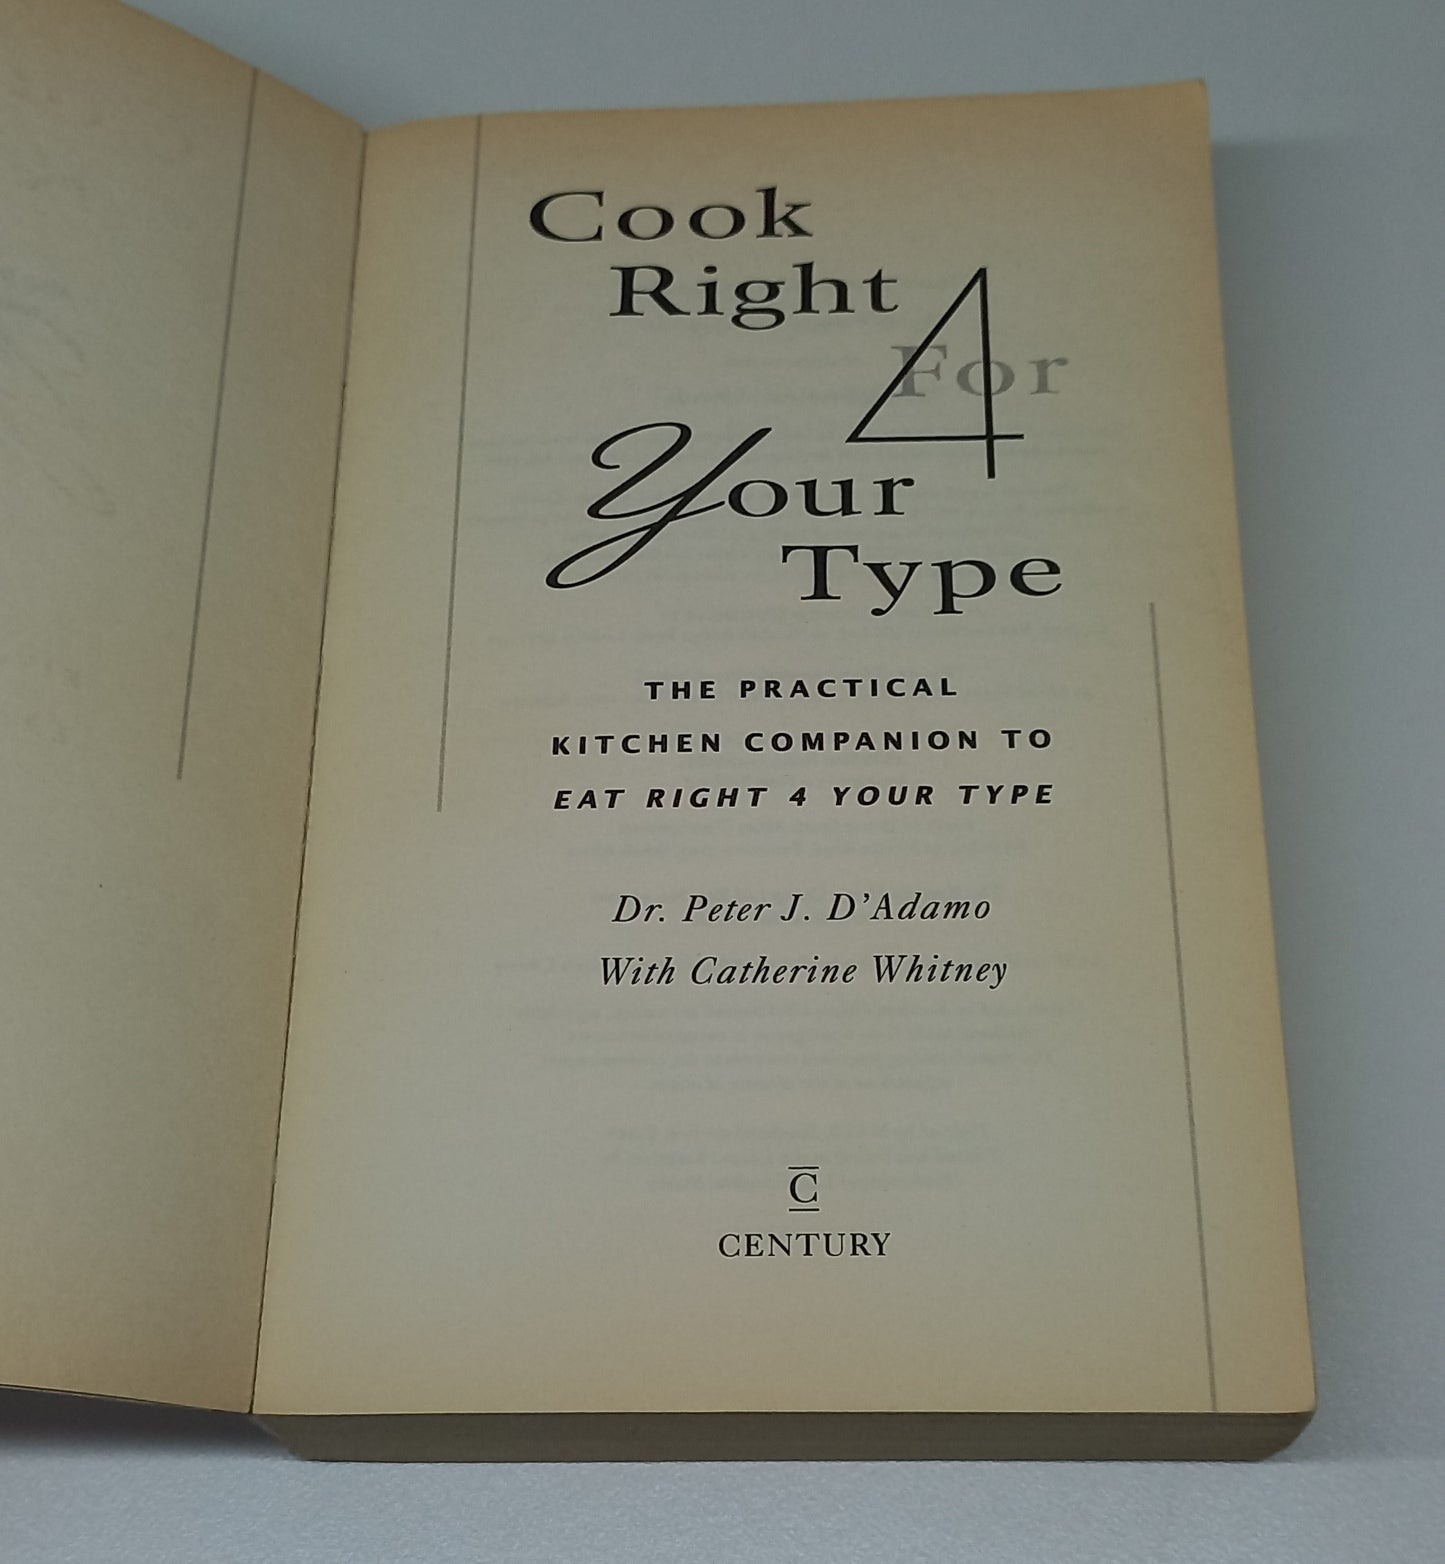 Cook
Right 4
For
Your
Type
THE PRACTICAL
KITCHEN COMPANION TO
EAT RIGHT 4 YOUR TYPE
Dr. Peter J. D'Adamo
With Catherine Whitney
C
CENTURY